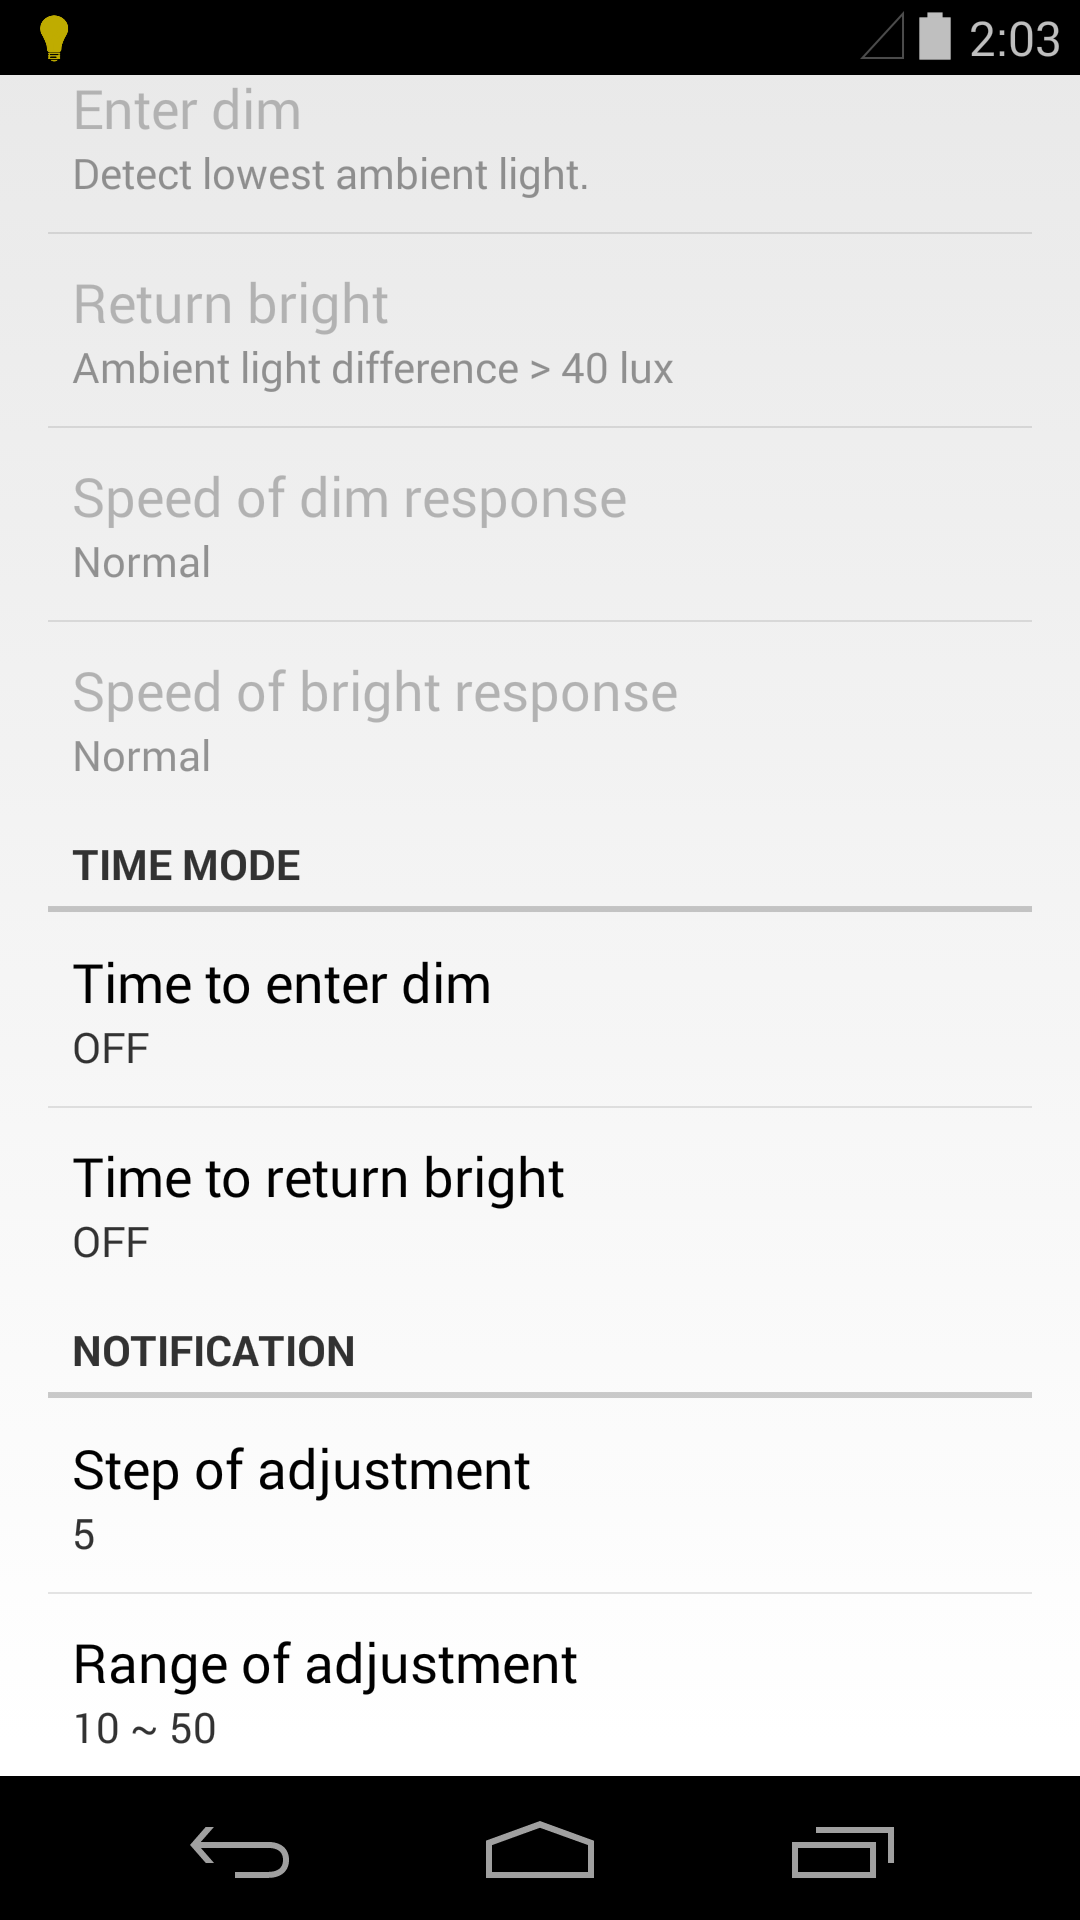 2:03
Enter dim
Detect lowest ambient light.
Return bright
Ambient light difference > 40 lux
Speed of dim response
Normal
Speed of bright response
Normal
TIME MODE
Time to enter dim
OFF
Time to return bright
OFF
NOTIFICATION
Step of adjustment
5
Range of adjustment
10 ~ 50